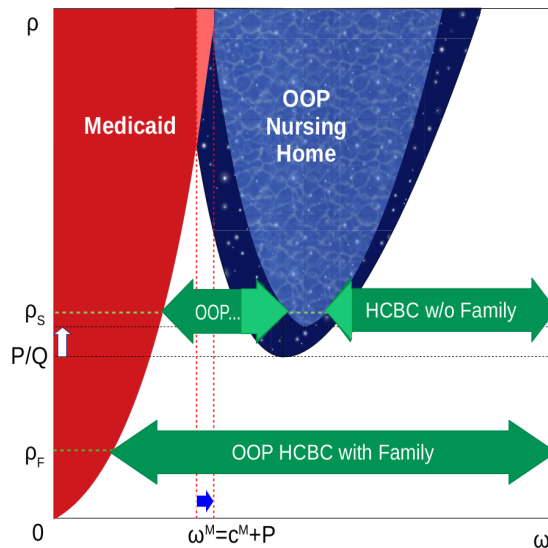 ρ
Medicaid
OOP
Nursing
Home
ρS
OOP...
HCBC w/o Family
P/Q
ρF
OOP HCBC with Family
0
ωᴹ=cᴹ+P
ω